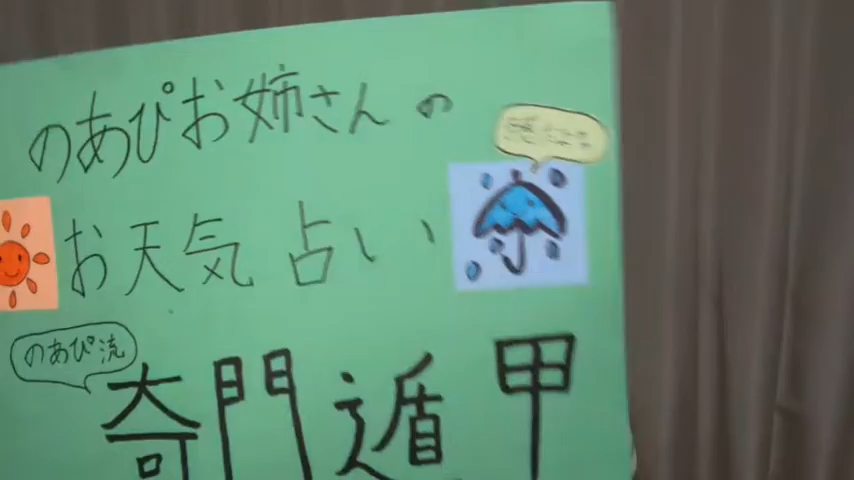 のあぴお姉さんの
お天気占い
のあぴ流
奇門遁甲